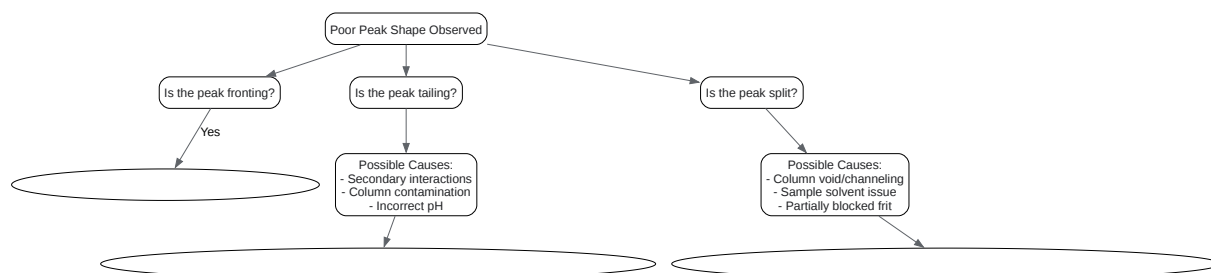 Poor Peak Shape Observed
Is the peak fronting?
Is the peak tailing?
Is the peak split?
Yes
Possible Causes:
- Secondary interactions
- Column contamination
- Incorrect pH
Possible Causes:
- Column void/channeling
- Sample solvent issue
- Partially blocked frit